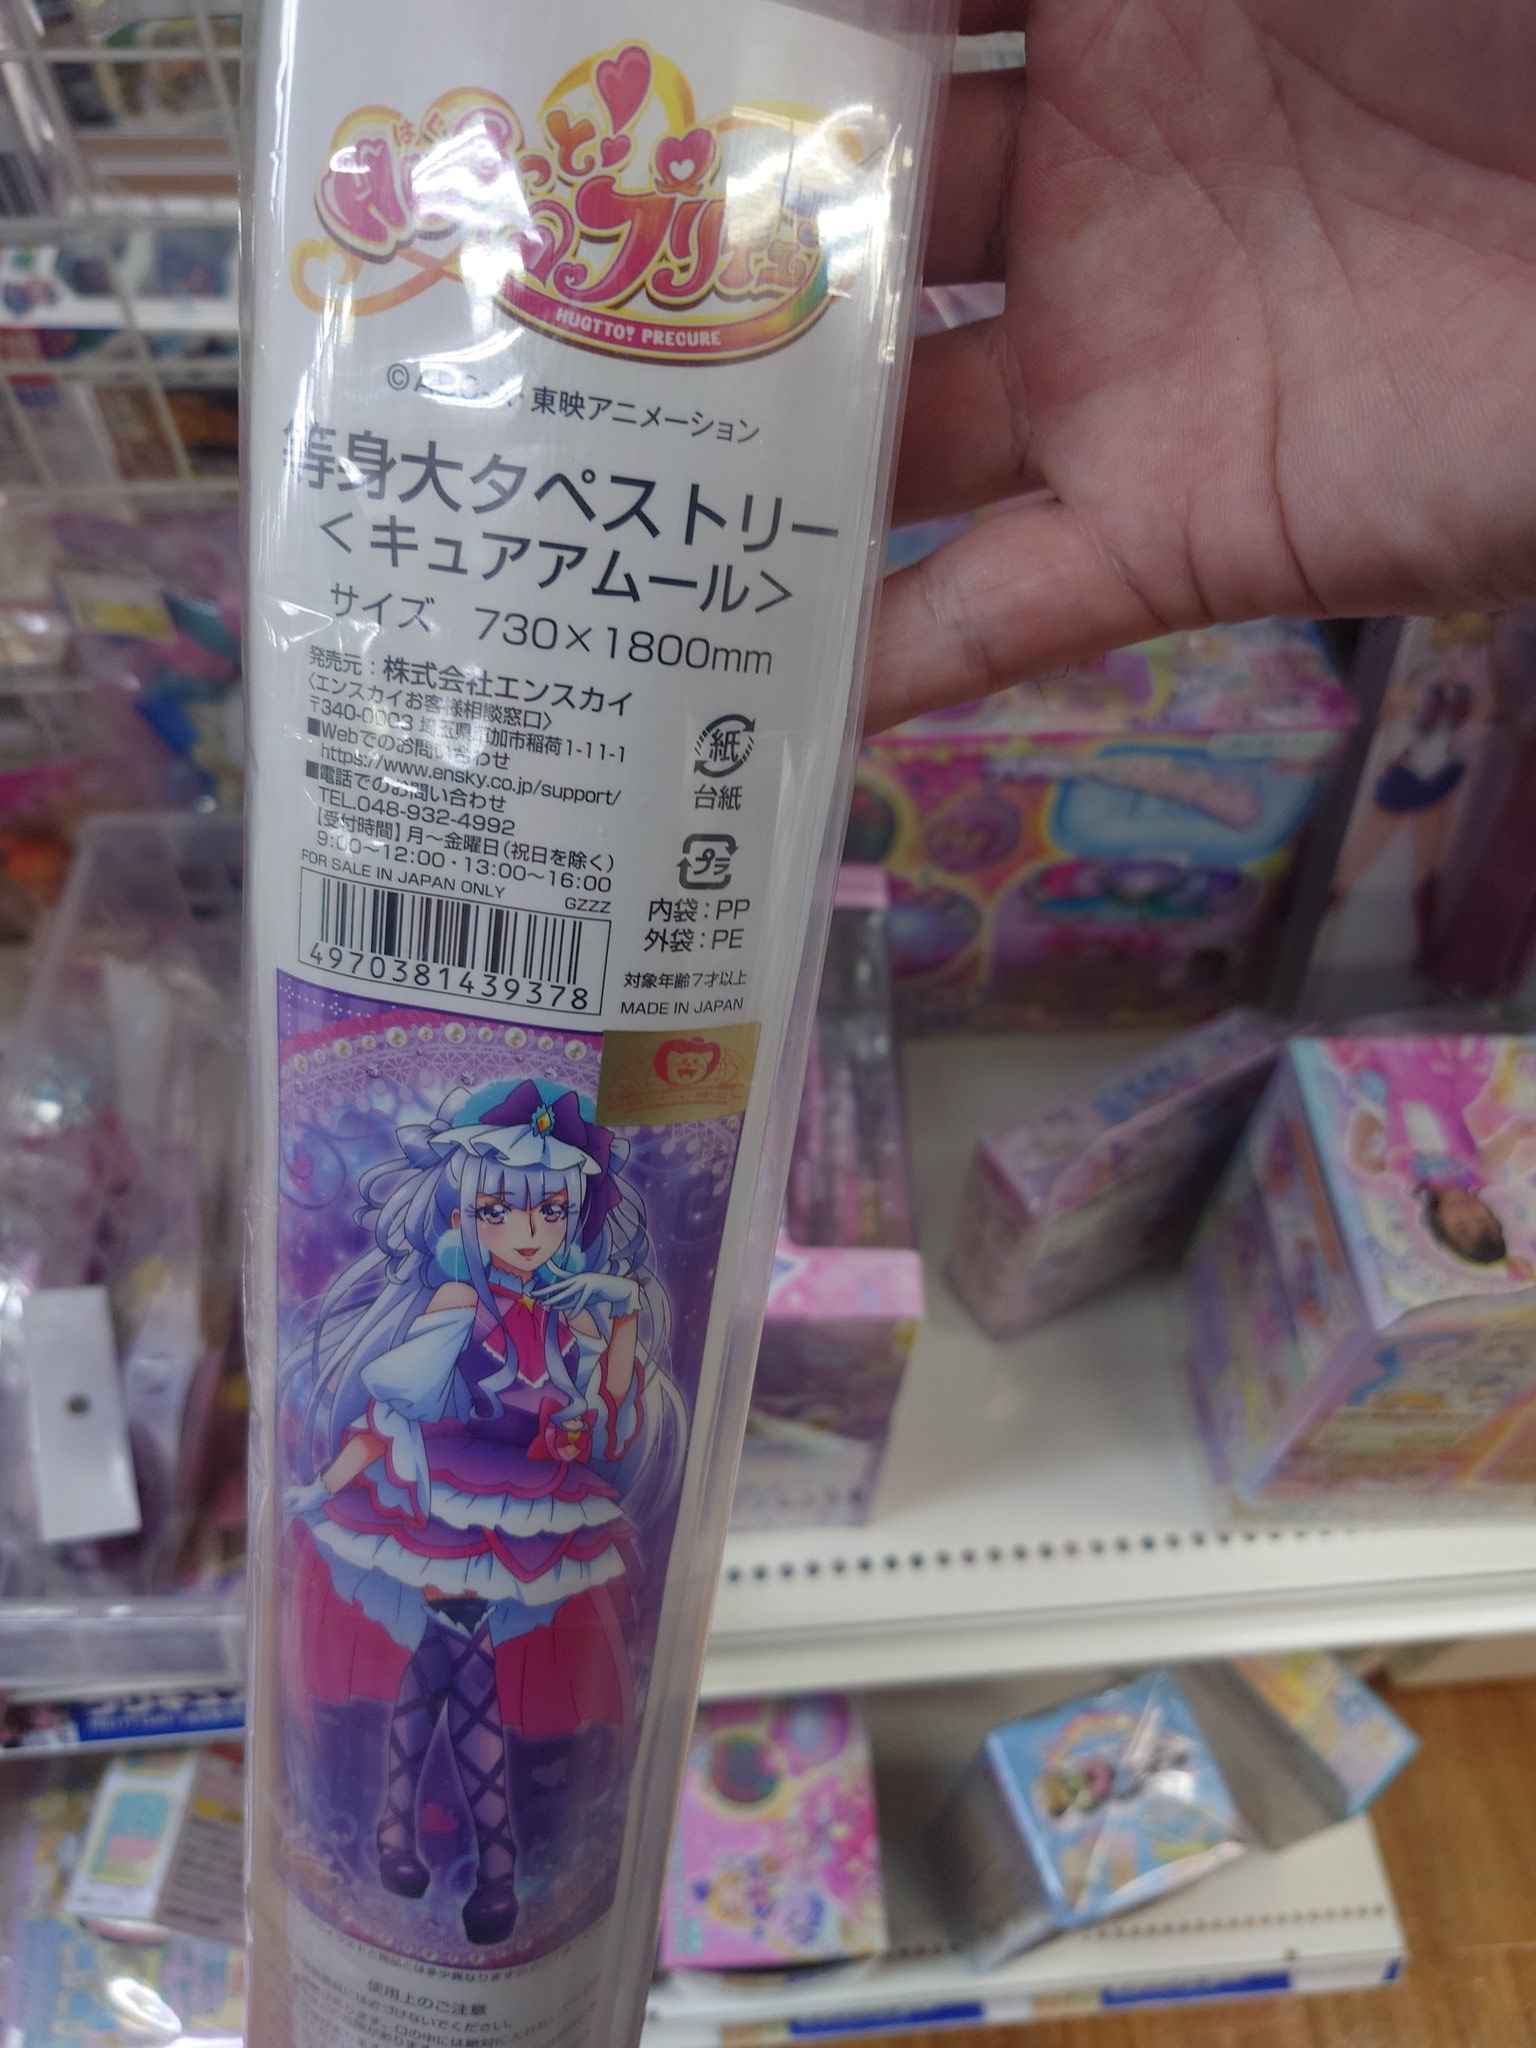 はぐ
HUGっと!プリキュア
HUGTTO! PRECURE
東映アニメーション
等身大タペストリー
＜キュアアムール＞
サイズ 730×1800mm
発売元：株式会社エンスカイ
〈エンスカイお客様相談窓口〉
〒340-0003 埼玉県草加市稲荷1-11-1
■Webでのお問い合わせ
https://www.ensky.co.jp/support/
■電話でのお問い合わせ
TEL.048-932-4992
【受付時間】月～金曜日(祝日を除く)
9:00～12:00・13:00～16:00
FOR SALE IN JAPAN ONLY
GZZZ
4970381439378
紙
台紙
プラ
内袋：PP
外袋：PE
対象年齢7才以上
MADE IN JAPAN
使用上のご注意